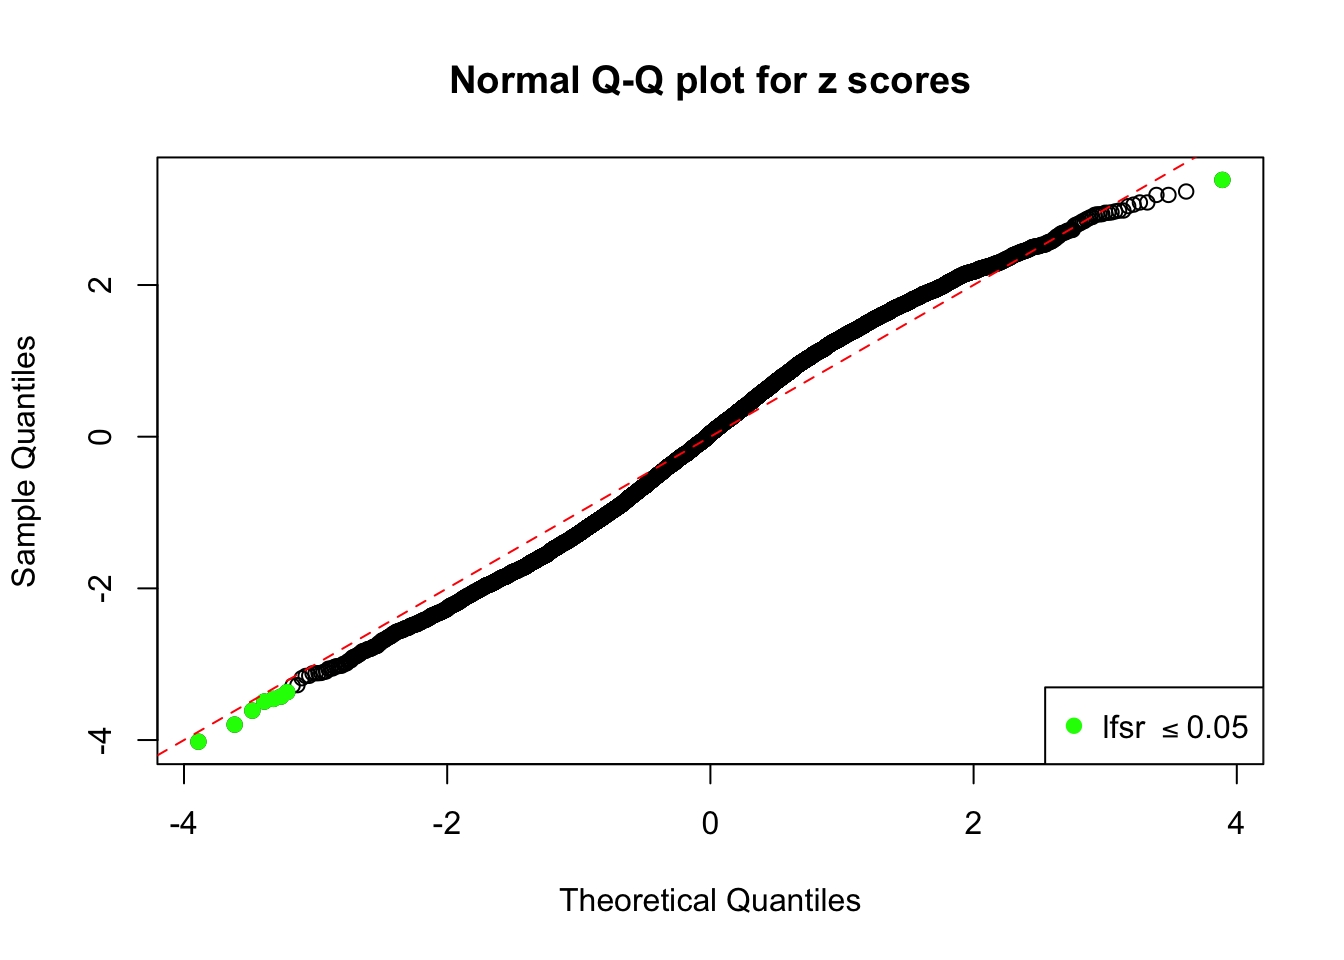 Normal Q-Q plot for z scores
Sample Quantiles
2
0
-2
-4
lfsr ≤ 0.05
-4 -2 0 2 4
Theoretical Quantiles